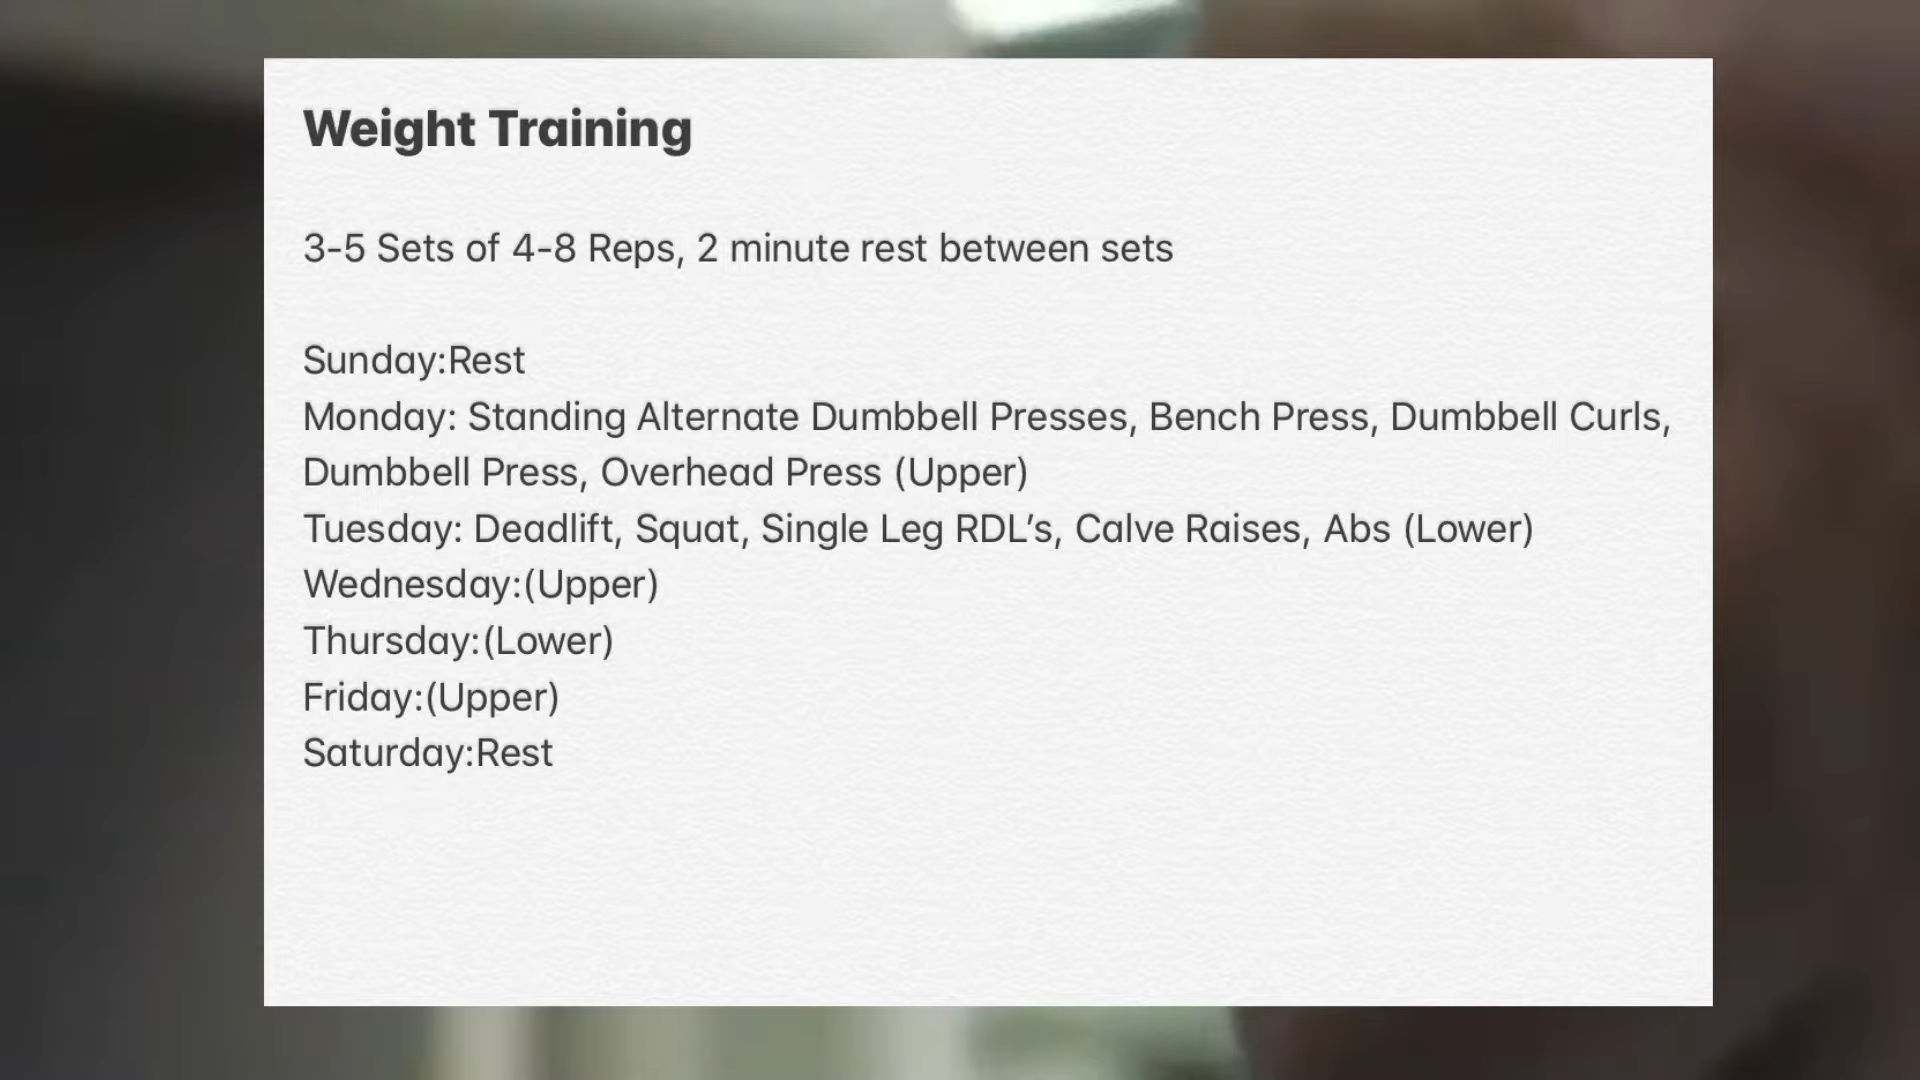 Weight Training
3-5 Sets of 4-8 Reps, 2 minute rest between sets
Sunday:Rest
Monday: Standing Alternate Dumbbell Presses, Bench Press, Dumbbell Curls,
Dumbbell Press, Overhead Press (Upper)
Tuesday: Deadlift, Squat, Single Leg RDL’s, Calve Raises, Abs (Lower)
Wednesday:(Upper)
Thursday:(Lower)
Friday:(Upper)
Saturday:Rest